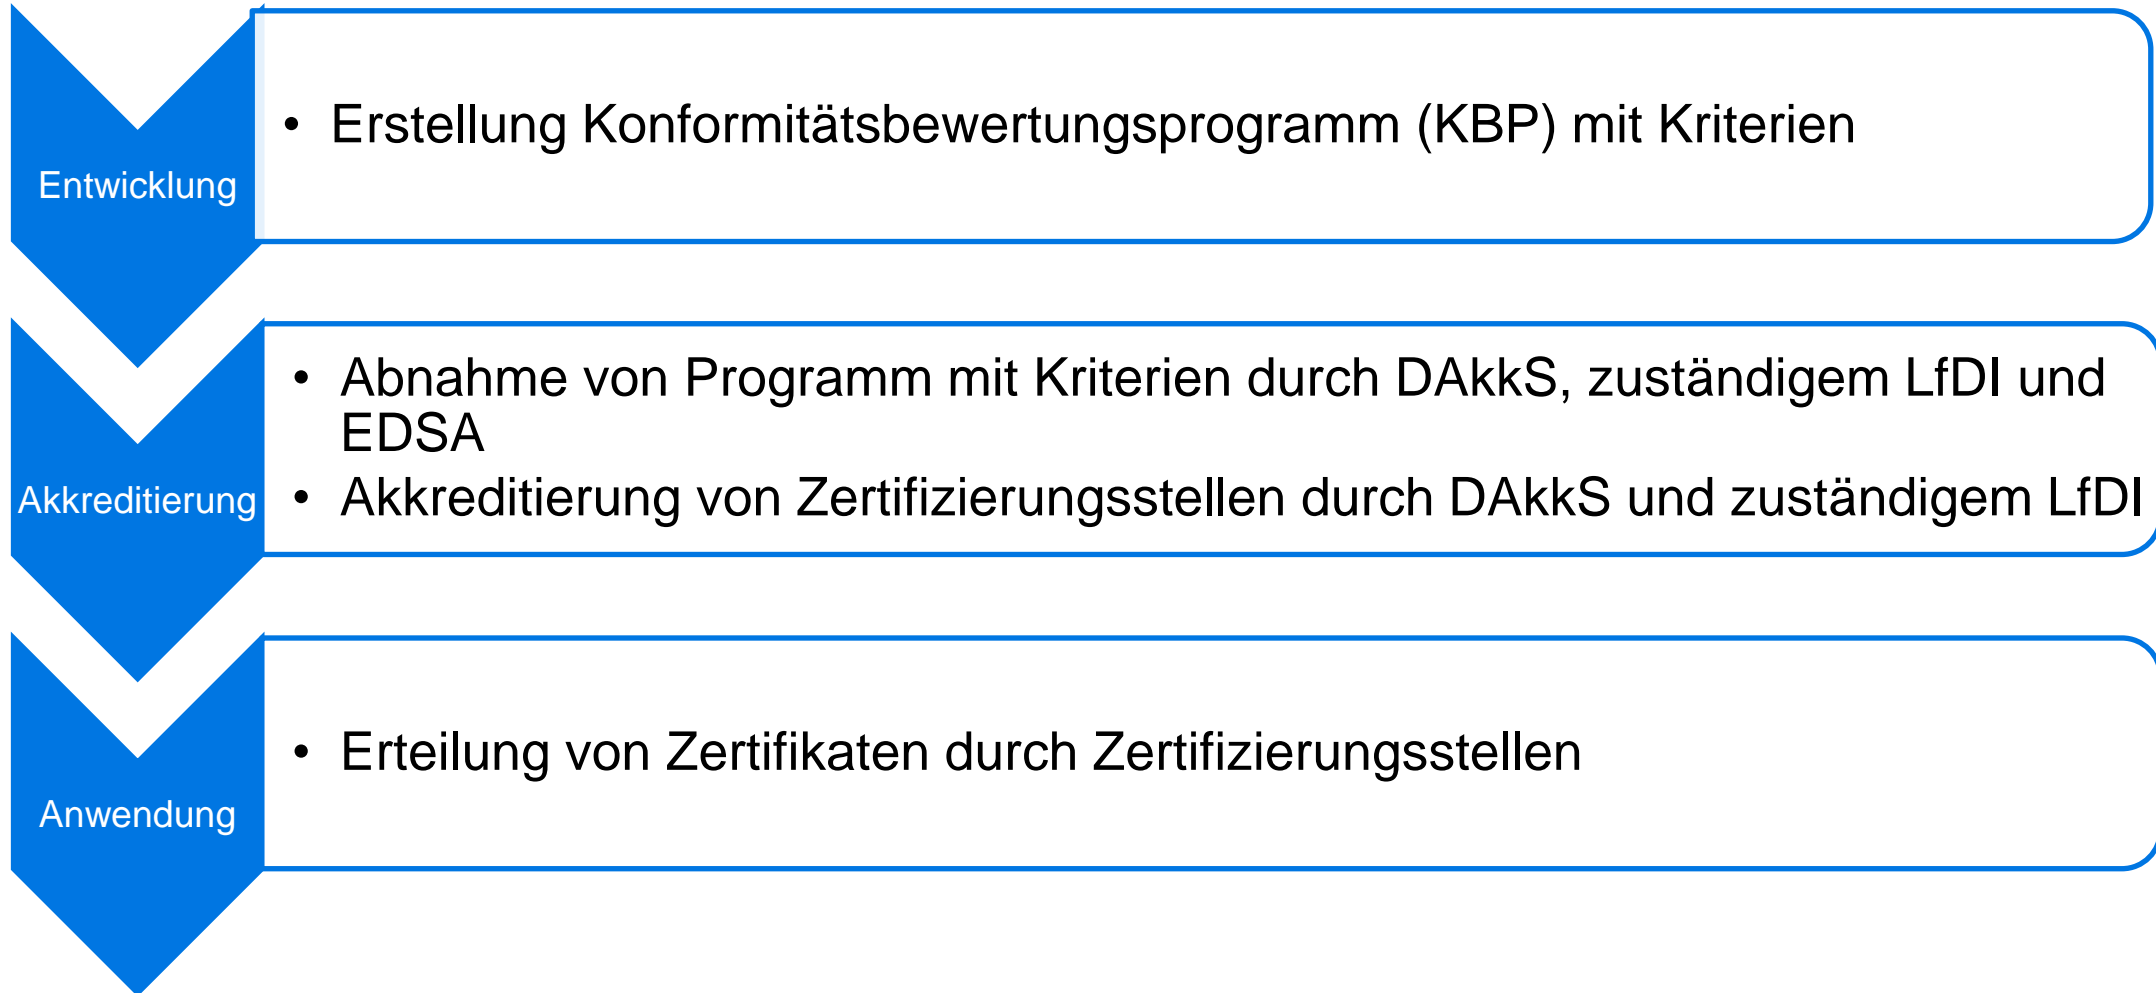 Entwicklung
• Erstellung Konformitätsbewertungsprogramm (KBP) mit Kriterien
Akkreditierung
• Abnahme von Programm mit Kriterien durch DAkkS, zuständigem LfDI und
EDSA
• Akkreditierung von Zertifizierungsstellen durch DAkkS und zuständigem LfDI
Anwendung
• Erteilung von Zertifikaten durch Zertifizierungsstellen